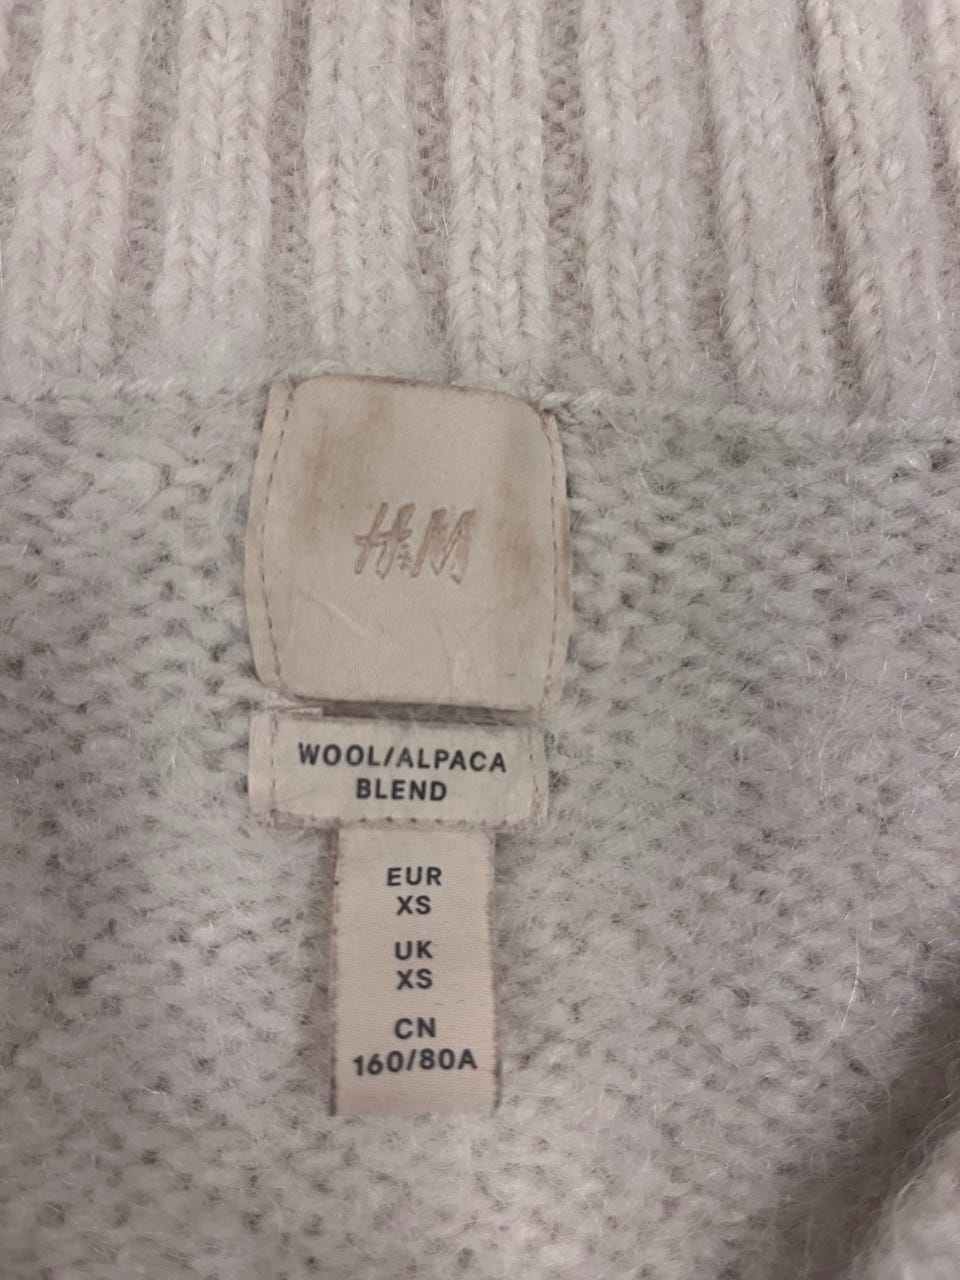 H&M
WOOL/ALPACA
BLEND
EUR
XS
UK
XS
CN
160/80A